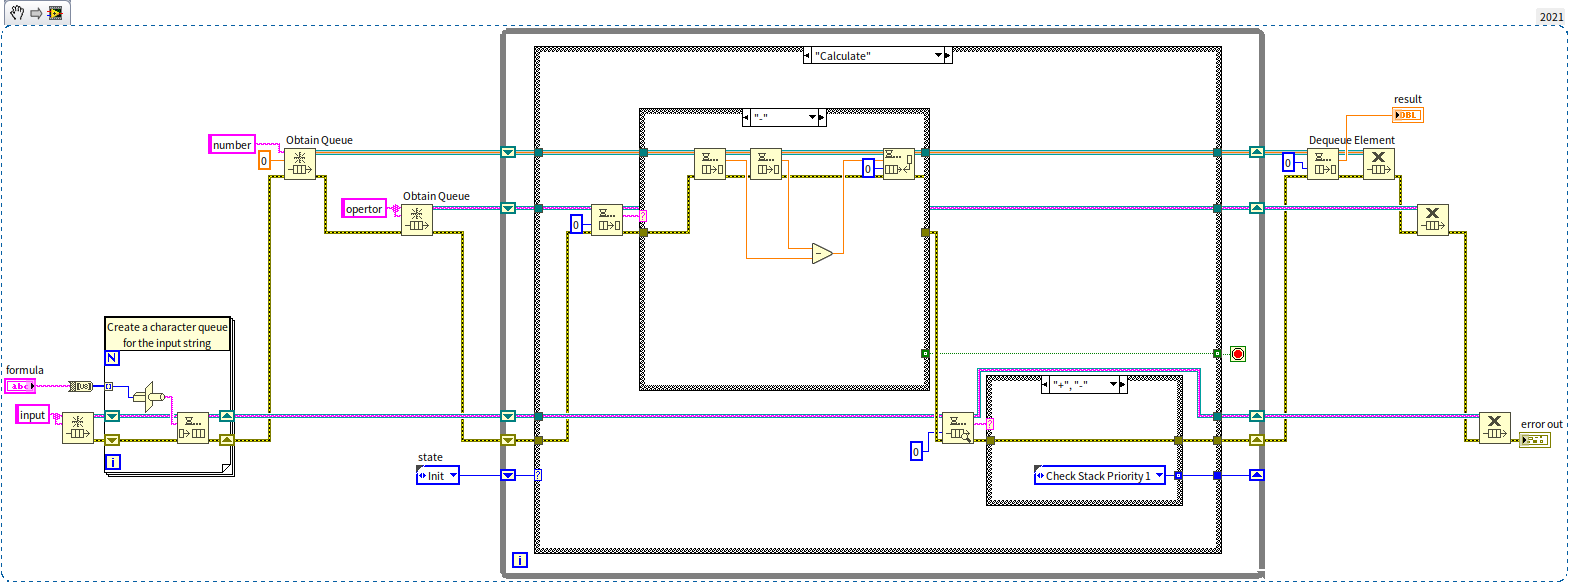 2021
"Calculate"
result
DBL
"-"
number
Obtain Queue
Dequeue Element
0
0
0
opertor
Obtain Queue
0
Create a character queue
for the input string
N
formula
abc
[U8]
"+", "-"
input
error out
0
state
Init
Check Stack Priority 1
i
?
i